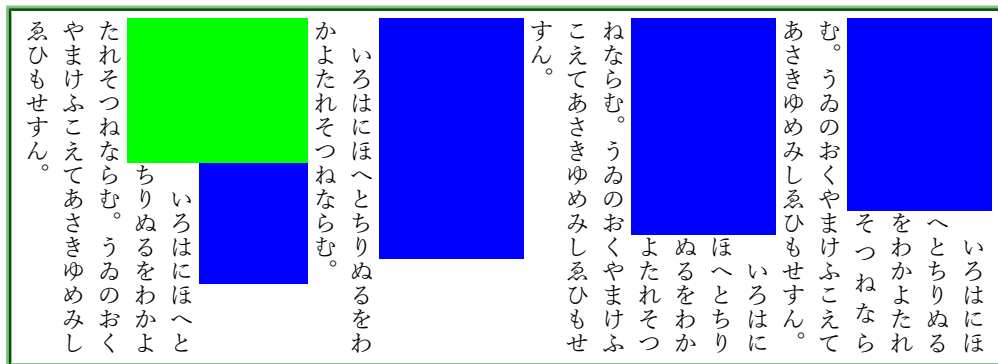 いろはにほ
へとちりぬる
をわかよたれ
そつねなら
む。うゐのおくやまけふこえて
あさきゆめみしゑひもせすん。
いろはに
ほへとちり
ぬるをわか
よたれそつ
ねならむ。うゐのおくやまけふ
こえてあさきゆめみしゑひもせ
すん。
いろはにほへとちりぬるをわ
かよたれそつねならむ。
いろはにほへと
ちりぬるをわかよ
たれそつねならむ。うゐのおく
やまけふこえてあさきゆめみし
ゑひもせすん。